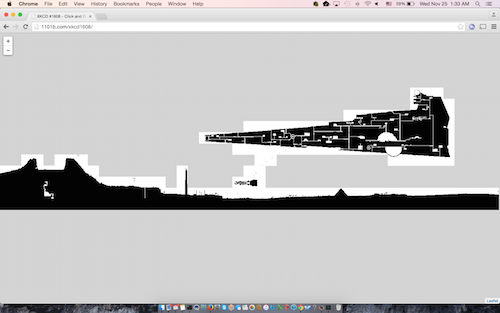 Chrome File Edit View History Bookmarks People Window Help
99% Wed Nov 25 1:33 AM
XKCD #1608 - Click and D
11016.com/xkcd1608/
+
−
Leaflet